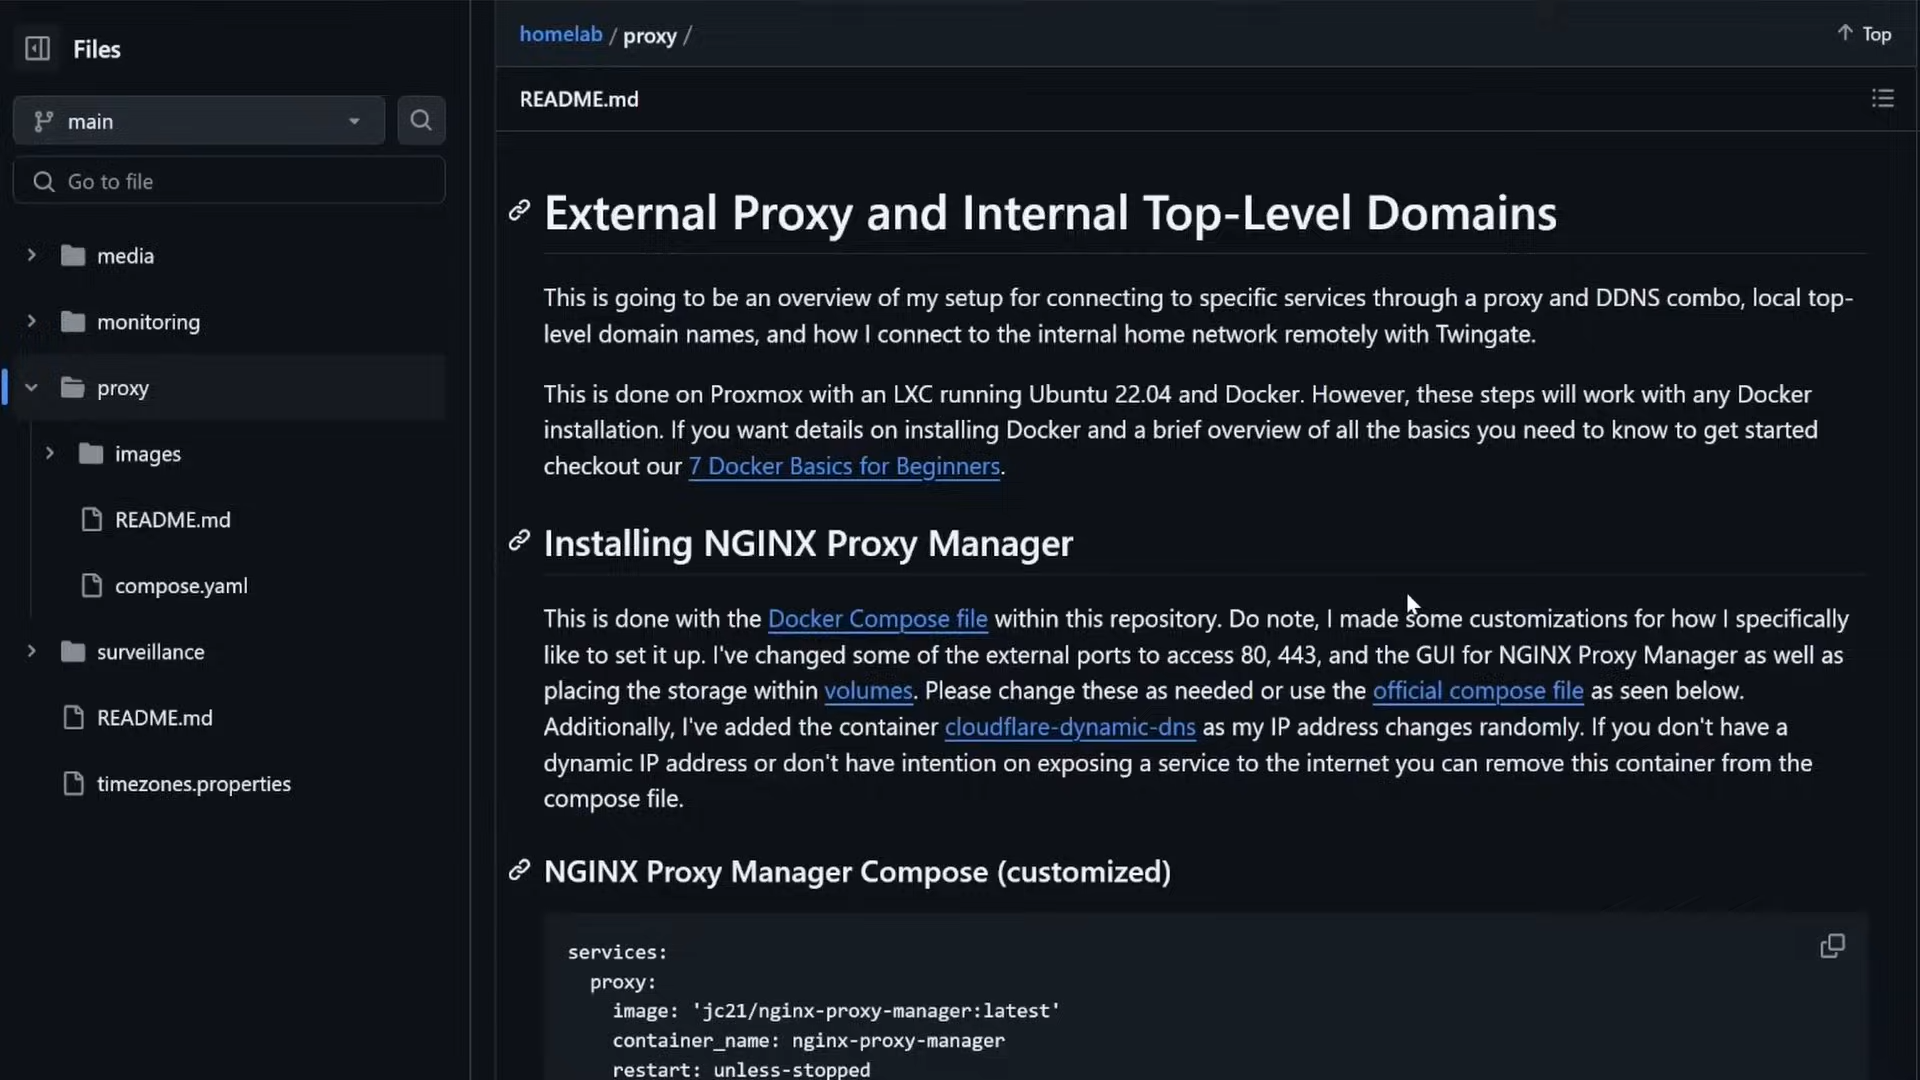 Files
main
Go to file
media
monitoring
proxy
images
README.md
compose.yaml
surveillance
README.md
timezones.properties
homelab / proxy /
Top
README.md
External Proxy and Internal Top-Level Domains
This is going to be an overview of my setup for connecting to specific services through a proxy and DDNS combo, local top-
level domain names, and how I connect to the internal home network remotely with Twingate.
This is done on Proxmox with an LXC running Ubuntu 22.04 and Docker. However, these steps will work with any Docker
installation. If you want details on installing Docker and a brief overview of all the basics you need to know to get started
checkout our 7 Docker Basics for Beginners.
Installing NGINX Proxy Manager
This is done with the Docker Compose file within this repository. Do note, I made some customizations for how I specifically
like to set it up. I've changed some of the external ports to access 80, 443, and the GUI for NGINX Proxy Manager as well as
placing the storage within volumes. Please change these as needed or use the official compose file as seen below.
Additionally, I've added the container cloudflare-dynamic-dns as my IP address changes randomly. If you don't have a
dynamic IP address or don't have intention on exposing a service to the internet you can remove this container from the
compose file.
NGINX Proxy Manager Compose (customized)
services:
proxy:
image: 'jc21/nginx-proxy-manager:latest'
container_name: nginx-proxy-manager
restart: unless-stopped